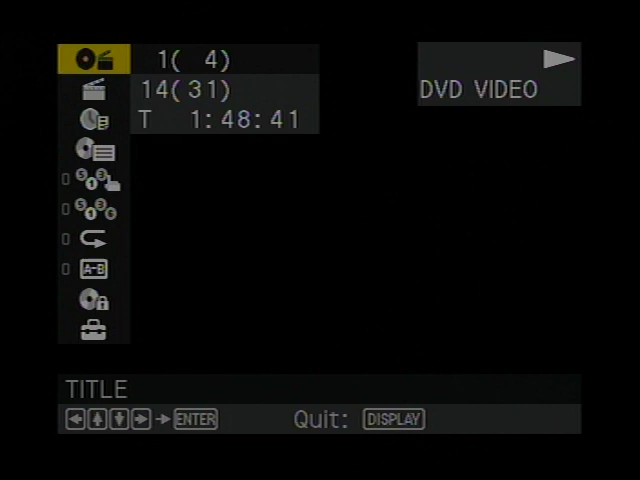 1( 4)
14(31)
T 1:48:41
DVD VIDEO
A-B
TITLE
ENTER Quit: DISPLAY